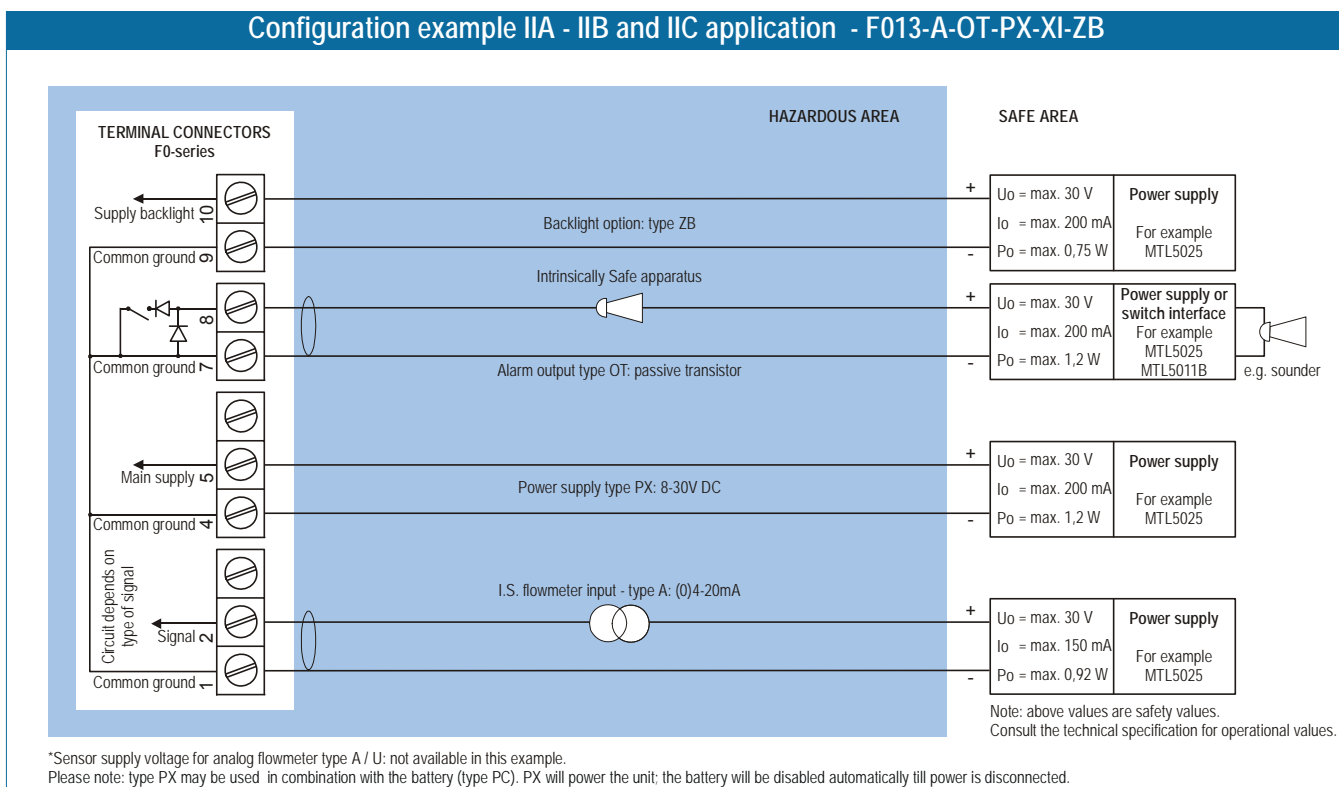 Configuration example IIA - IIB and IIC application - F013-A-OT-PX-XI-ZB
HAZARDOUS AREA
SAFE AREA
TERMINAL CONNECTORS
F0-series
Supply backlight
10
Common ground
9
Backlight option: type ZB
+
-
Uo = max. 30 V
Io = max. 200 mA
Po = max. 0,75 W
Power supply
For example
MTL5025
8
Common ground
7
Intrinsically Safe apparatus
Alarm output type OT: passive transistor
+
-
Uo = max. 30 V
Io = max. 200 mA
Po = max. 1,2 W
Power supply or
switch interface
For example
MTL5025
MTL5011B
e.g. sounder
Main supply
5
Common ground
4
Power supply type PX: 8-30V DC
+
-
Uo = max. 30 V
Io = max. 200 mA
Po = max. 1,2 W
Power supply
For example
MTL5025
Circuit depends on
type of signal
Signal
2
Common ground
1
I.S. flowmeter input - type A: (0)4-20mA
+
-
Uo = max. 30 V
Io = max. 150 mA
Po = max. 0,92 W
Power supply
For example
MTL5025
Note: above values are safety values.
Consult the technical specification for operational values.
*Sensor supply voltage for analog flowmeter type A / U: not available in this example.
Please note: type PX may be used in combination with the battery (type PC). PX will power the unit; the battery will be disabled automatically till power is disconnected.